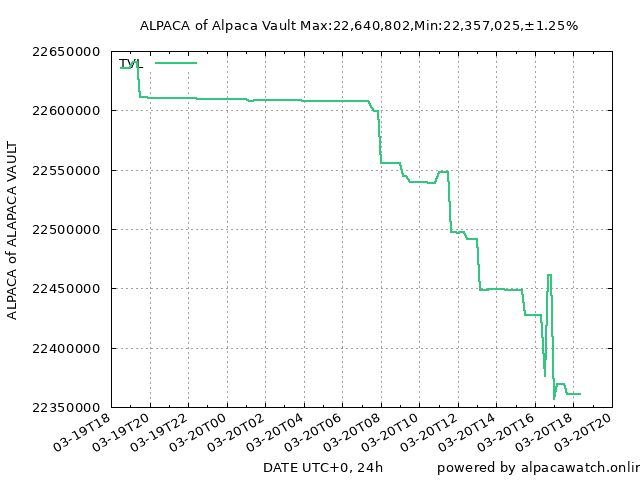 ALPACA of Alpaca Vault Max:22,640,802,Min:22,357,025,±1.25%
22650000
TVL
22600000
22550000
22500000
22450000
22400000
22350000
ALPACA of ALAPACA VAULT
03-19T18
03-19T20
03-19T22
03-20T00
03-20T02
03-20T04
03-20T06
03-20T08
03-20T10
03-20T12
03-20T14
03-20T16
03-20T18
03-20T20
DATE UTC+0, 24h
powered by alpacawatch.onlin